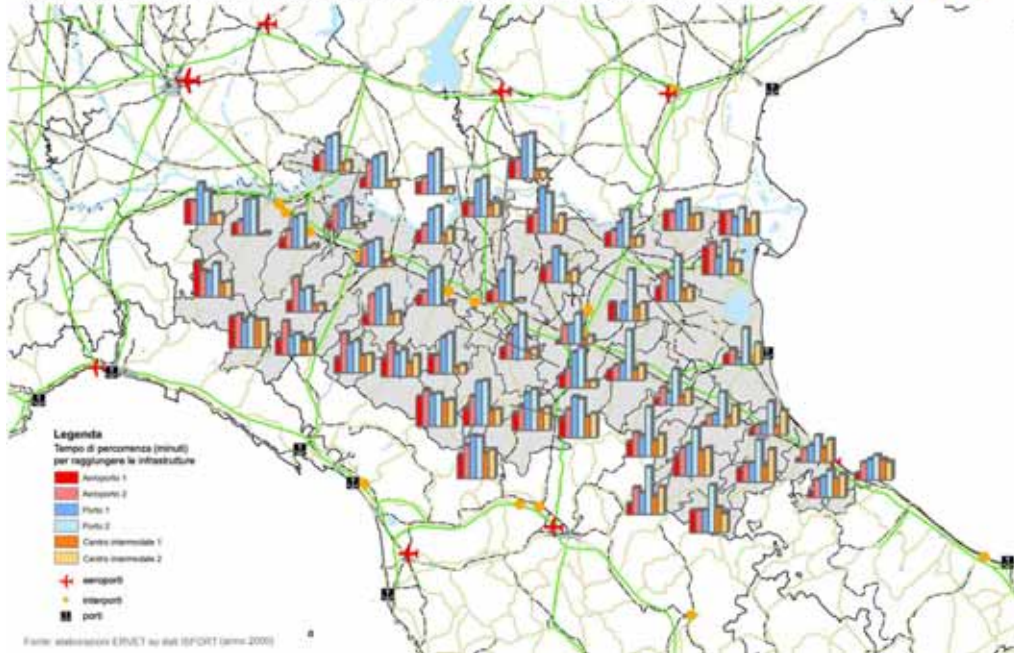 Legenda
Tempo di percorrenza (minuti)
per raggiungere le infrastrutture
Aeroporto 1
Aeroporto 2
Porto 1
Porto 2
Centro intermodale 1
Centro intermodale 2
aeroporti
interporti
porti
Fonte: elaborazioni ERVET su dati ISFORT (anno 2000)